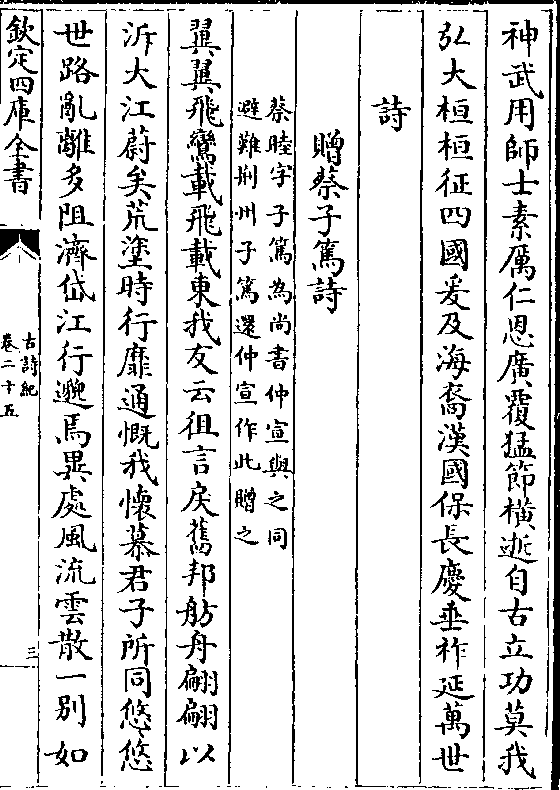 神武用師士素厲仁恩廣覆猛節橫逝自古立功莫我
弘大桓桓征四國爰及海裔漢國保長慶垂祚延萬世
詩
贈蔡子篤詩
蔡睦字子篤為尚書仲宣與之同
避難荆州子篤還仲宣作此贈之
翼翼飛鸞載飛載東我友云徂言戾舊邦舫舟翩翩以
泝大江蔚矣荒塗時行靡通慨我懷慕君子所同悠悠
世路亂離多阻濟岱江行邈焉異處風流雲散一別如
欽定四庫全書
古詩紀
卷二十五
三